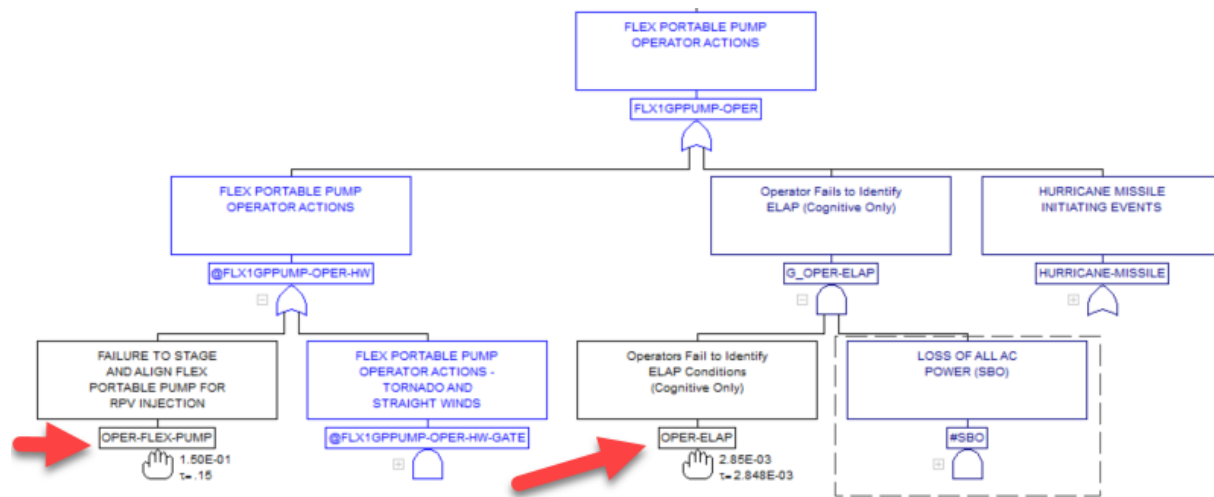 FLEX PORTABLE PUMP
OPERATOR ACTIONS
FLX1GPPUMP-OPER
FLEX PORTABLE PUMP
OPERATOR ACTIONS
@FLX1GPPUMP-OPER-HW
Operator Fails to Identify
ELAP (Cognitive Only)
G_OPER-ELAP
HURRICANE MISSILE
INITIATING EVENTS
HURRICANE-MISSILE
FAILURE TO STAGE
AND ALIGN FLEX
PORTABLE PUMP FOR
RPV INJECTION
OPER-FLEX-PUMP
1.50E-01
τ= .15
FLEX PORTABLE PUMP
OPERATOR ACTIONS -
TORNADO AND
STRAIGHT WINDS
@FLX1GPPUMP-OPER-HW-GATE
Operators Fail to Identify
ELAP Conditions
(Cognitive Only)
OPER-ELAP
2.85E-03
τ= 2.848E-03
LOSS OF ALL AC
POWER (SBO)
#SBO